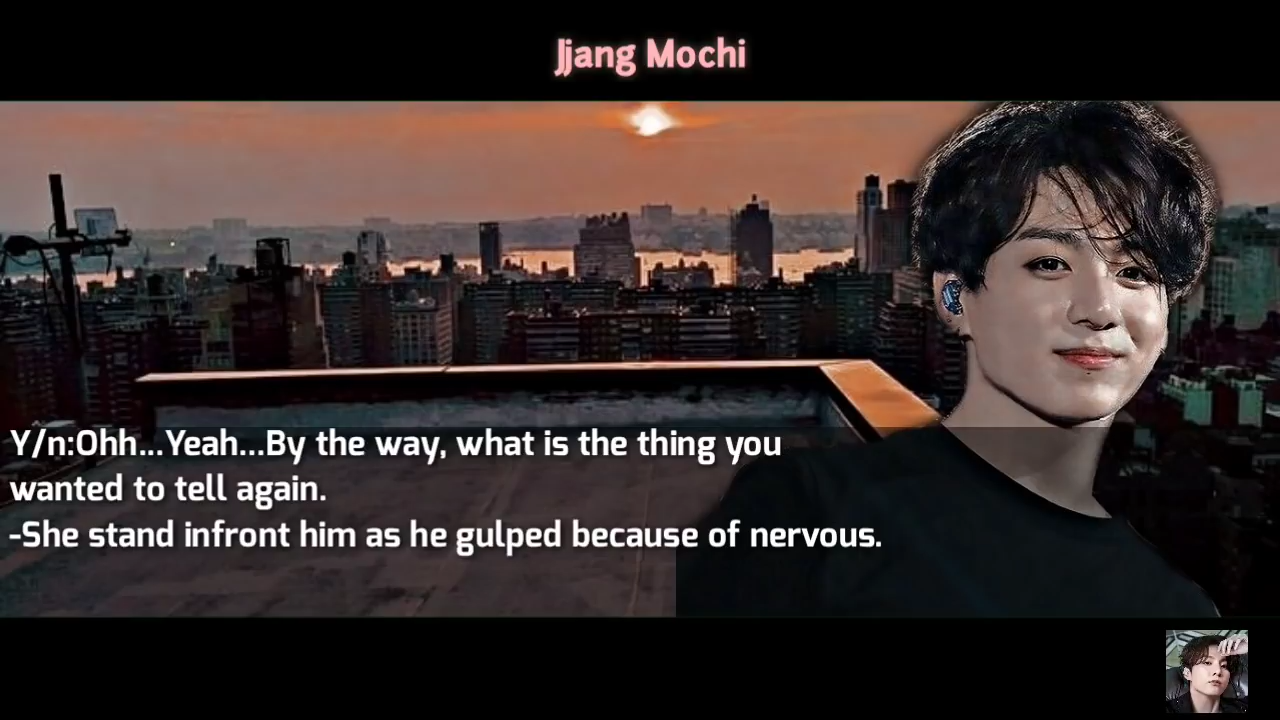 Jjang Mochi
Y/n:Ohh...Yeah...By the way, what is the thing you
wanted to tell again.
-She stand infront him as he gulped because of nervous.